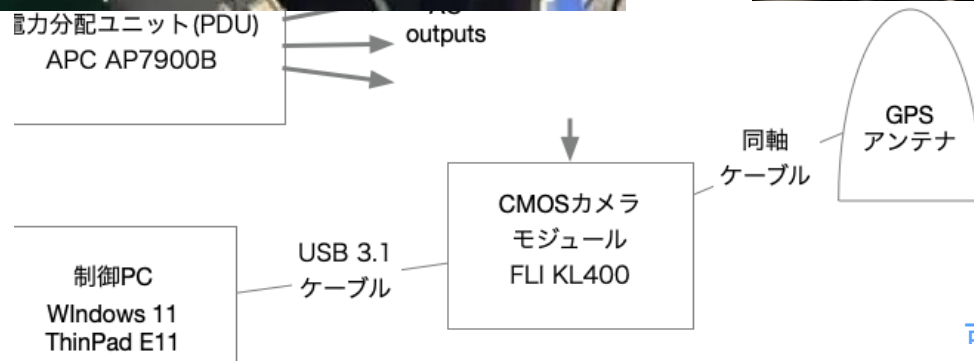 電力分配ユニット(PDU)
APC AP7900B
outputs
GPS
アンテナ
同軸
ケーブル
CMOSカメラ
モジュール
FLI KL400
USB 3.1
ケーブル
制御PC
WIndows 11
ThinPad E11